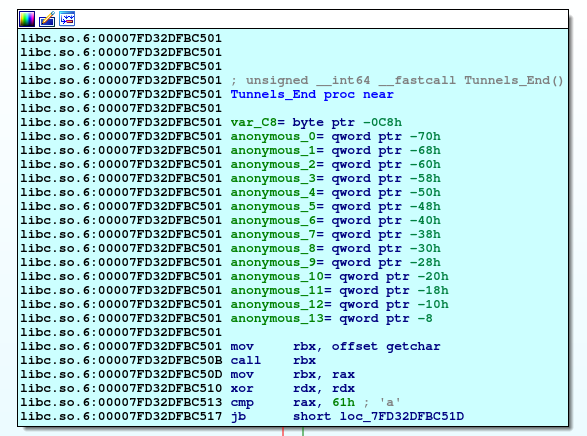 libc.so.6:00007FD32DFBC501
libc.so.6:00007FD32DFBC501
libc.so.6:00007FD32DFBC501
libc.so.6:00007FD32DFBC501 ; unsigned __int64 __fastcall Tunnels_End()
libc.so.6:00007FD32DFBC501 Tunnels_End proc near
libc.so.6:00007FD32DFBC501
libc.so.6:00007FD32DFBC501 var_C8= byte ptr -0C8h
libc.so.6:00007FD32DFBC501 anonymous_0= qword ptr -70h
libc.so.6:00007FD32DFBC501 anonymous_1= qword ptr -68h
libc.so.6:00007FD32DFBC501 anonymous_2= qword ptr -60h
libc.so.6:00007FD32DFBC501 anonymous_3= qword ptr -58h
libc.so.6:00007FD32DFBC501 anonymous_4= qword ptr -50h
libc.so.6:00007FD32DFBC501 anonymous_5= qword ptr -48h
libc.so.6:00007FD32DFBC501 anonymous_6= qword ptr -40h
libc.so.6:00007FD32DFBC501 anonymous_7= qword ptr -38h
libc.so.6:00007FD32DFBC501 anonymous_8= qword ptr -30h
libc.so.6:00007FD32DFBC501 anonymous_9= qword ptr -28h
libc.so.6:00007FD32DFBC501 anonymous_10= qword ptr -20h
libc.so.6:00007FD32DFBC501 anonymous_11= qword ptr -18h
libc.so.6:00007FD32DFBC501 anonymous_12= qword ptr -10h
libc.so.6:00007FD32DFBC501 anonymous_13= qword ptr -8
libc.so.6:00007FD32DFBC501
libc.so.6:00007FD32DFBC501 mov     rbx, offset getchar
libc.so.6:00007FD32DFBC50B call    rbx
libc.so.6:00007FD32DFBC50D mov     rbx, rax
libc.so.6:00007FD32DFBC510 xor     rdx, rdx
libc.so.6:00007FD32DFBC513 cmp     rax, 61h ; 'a'
libc.so.6:00007FD32DFBC517 jb      short loc_7FD32DFBC51D